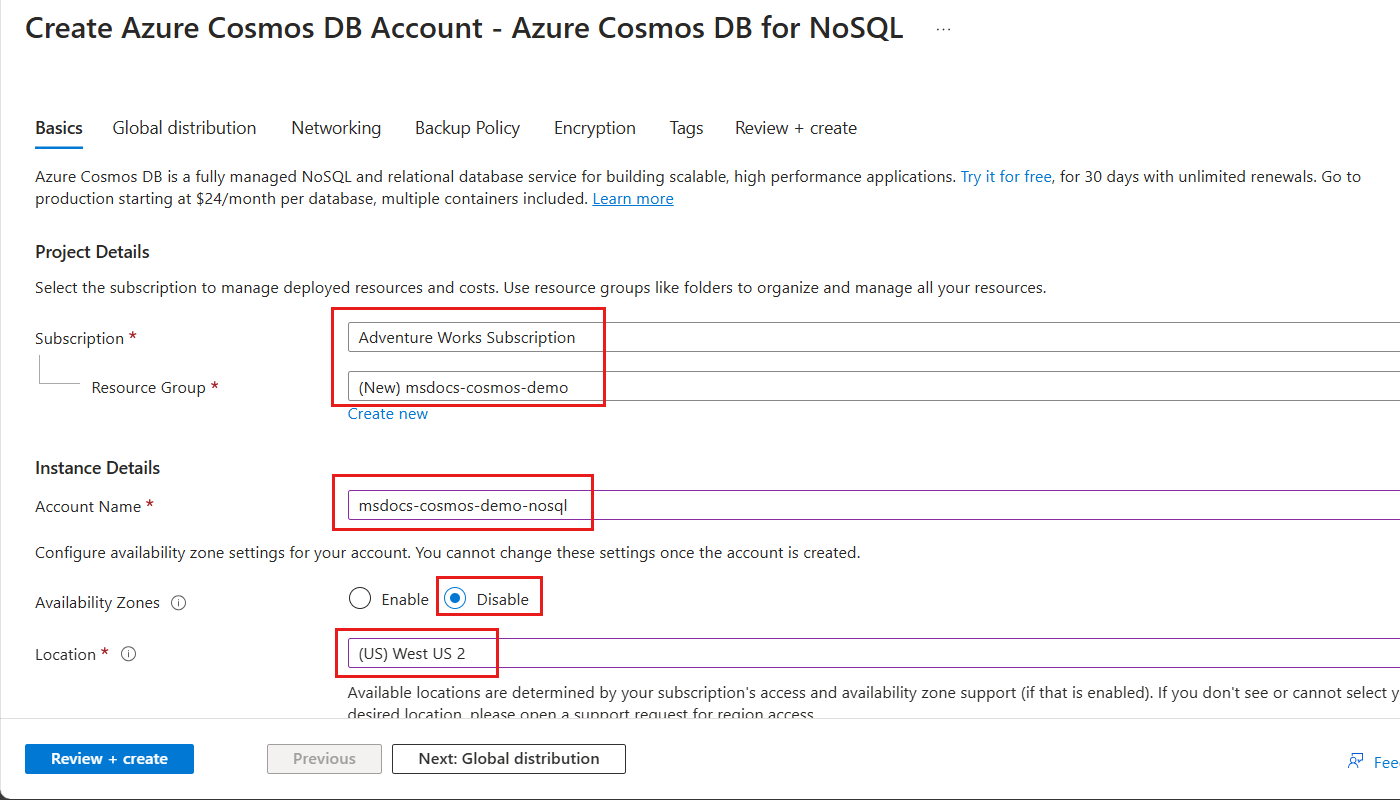 Create Azure Cosmos DB Account - Azure Cosmos DB for NoSQL ...
Basics Global distribution Networking Backup Policy Encryption Tags Review + create
Azure Cosmos DB is a fully managed NoSQL and relational database service for building scalable, high performance applications. Try it for free, for 30 days with unlimited renewals. Go to
production starting at $24/month per database, multiple containers included. Learn more
Project Details
Select the subscription to manage deployed resources and costs. Use resource groups like folders to organize and manage all your resources.
Subscription *
Adventure Works Subscription
Resource Group *
(New) msdocs-cosmos-demo
Create new
Instance Details
Account Name *
msdocs-cosmos-demo-nosql
Configure availability zone settings for your account. You cannot change these settings once the account is created.
Availability Zones
Enable Disable
Location *
(US) West US 2
Available locations are determined by your subscription's access and availability zone support (if that is enabled). If you don't see or cannot select
desired location, please open a support request for region access
Review + create Previous Next: Global distribution